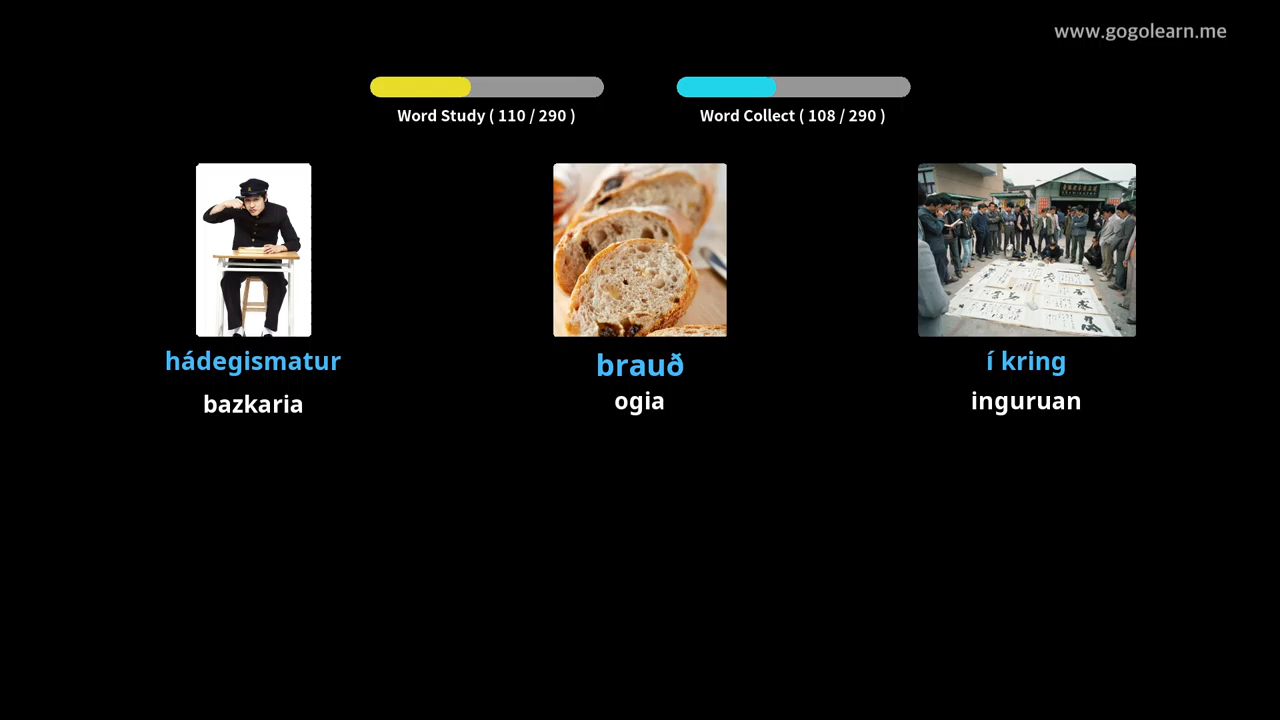 www.gogolearn.me
Word Study ( 110 / 290 )
Word Collect ( 108 / 290 )
hádegismatur
bazkaria
brauð
ogia
í kring
inguruan